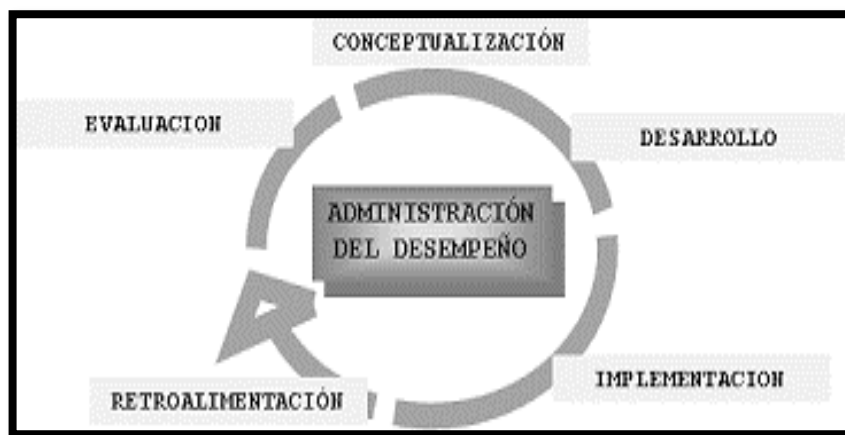 CONCEPTUALIZACIÓN
EVALUACION
DESARROLLO
ADMINISTRACIÓN
DEL DESEMPEÑO
IMPLEMENTACION
RETROALIMENTACIÓN